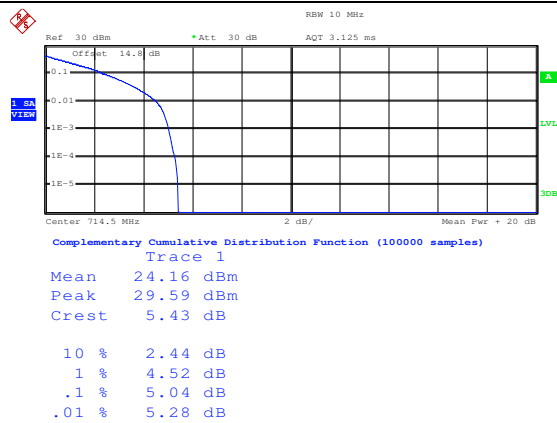 RBW 10 MHz
Ref 30 dBm *Att 30 dB AQT 3.125 ms
Offset 14.8 dB
0.1
A
0.01
1 SA
VIEW
1E-3
LVL
1E-4
1E-5
3DB
Center 714.5 MHz 2 dB/ Mean Pwr + 20 dB
Complementary Cumulative Distribution Function (100000 samples)
Trace 1
Mean 24.16 dBm
Peak 29.59 dBm
Crest 5.43 dB
10 % 2.44 dB
1 % 4.52 dB
.1 % 5.04 dB
.01 % 5.28 dB